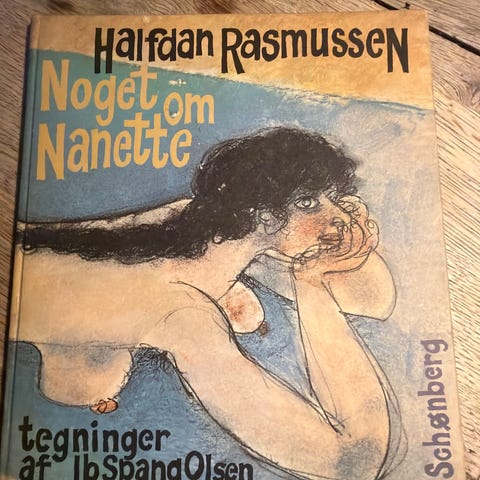 Halfdan Rasmussen
Noget om
Nanette
tegninger
af Ib Spang Olsen
Schønberg